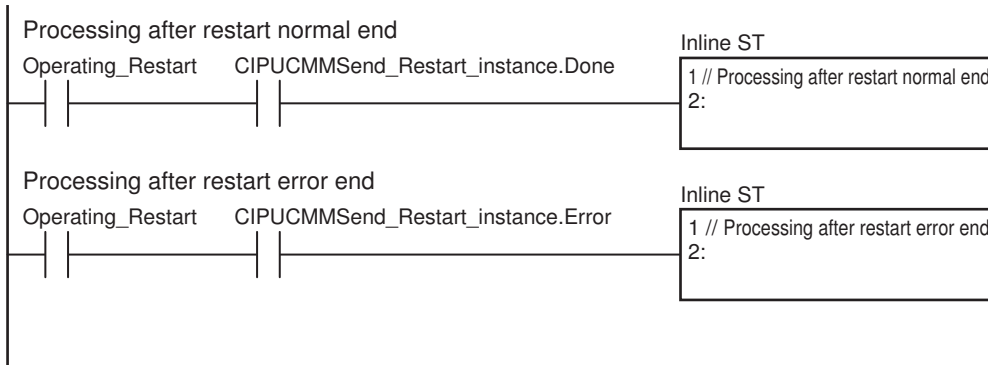 Processing after restart normal end
Operating_Restart CIPUCMMSend_Restart_instance.Done
Inline ST
1 // Processing after restart normal end
2:
Processing after restart error end
Operating_Restart CIPUCMMSend_Restart_instance.Error
Inline ST
1 // Processing after restart error end
2: